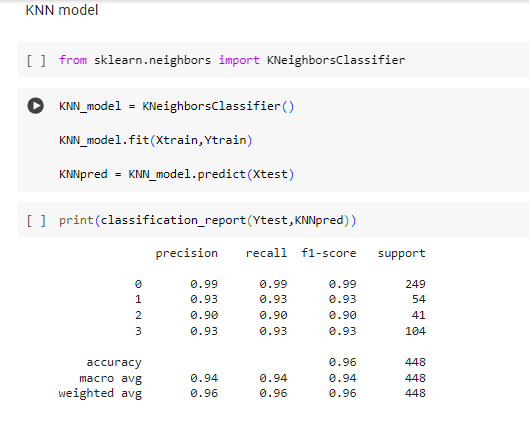 KNN model
[ ] from sklearn.neighbors import KNeighborsClassifier
KNN_model = KNeighborsClassifier()
KNN_model.fit(Xtrain,Ytrain)
KNNpred = KNN_model.predict(Xtest)
[ ] print(classification_report(Ytest,KNNpred))
precision recall f1-score support
0 0.99 0.99 0.99 249
1 0.93 0.93 0.93 54
2 0.90 0.90 0.90 41
3 0.93 0.93 0.93 104
accuracy 0.96 448
macro avg 0.94 0.94 0.94 448
weighted avg 0.96 0.96 0.96 448